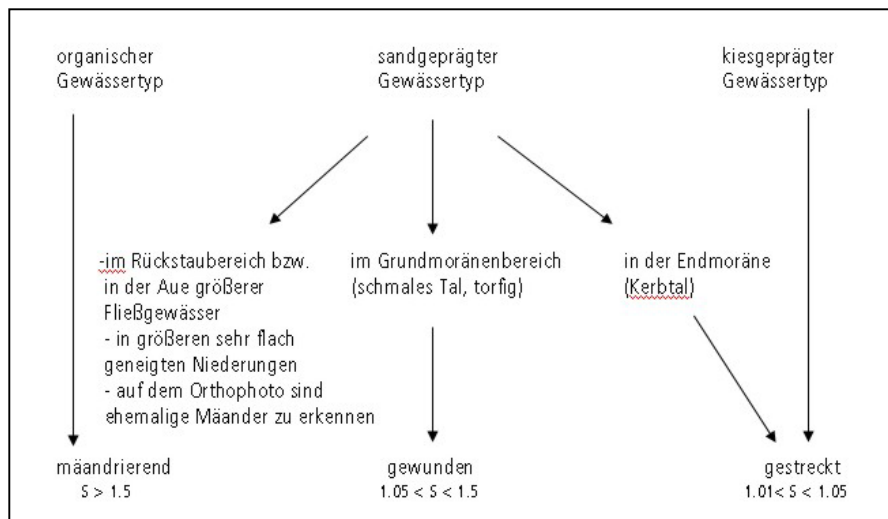 organischer
Gewässertyp
sandgeprägter
Gewässertyp
kiesgeprägter
Gewässertyp
-im Rückstaubereich bzw.
in der Aue größerer
Fließgewässer
- in größeren sehr flach
geneigten Niederungen
- auf dem Orthophoto sind
ehemalige Mäander zu erkennen
im Grundmoränenbereich
(schmales Tal, torfig)
in der Endmoräne
(Kerbtal)
mäandrierend
S > 1.5
gewunden
1.05 < S < 1.5
gestreckt
1.01< S < 1.05